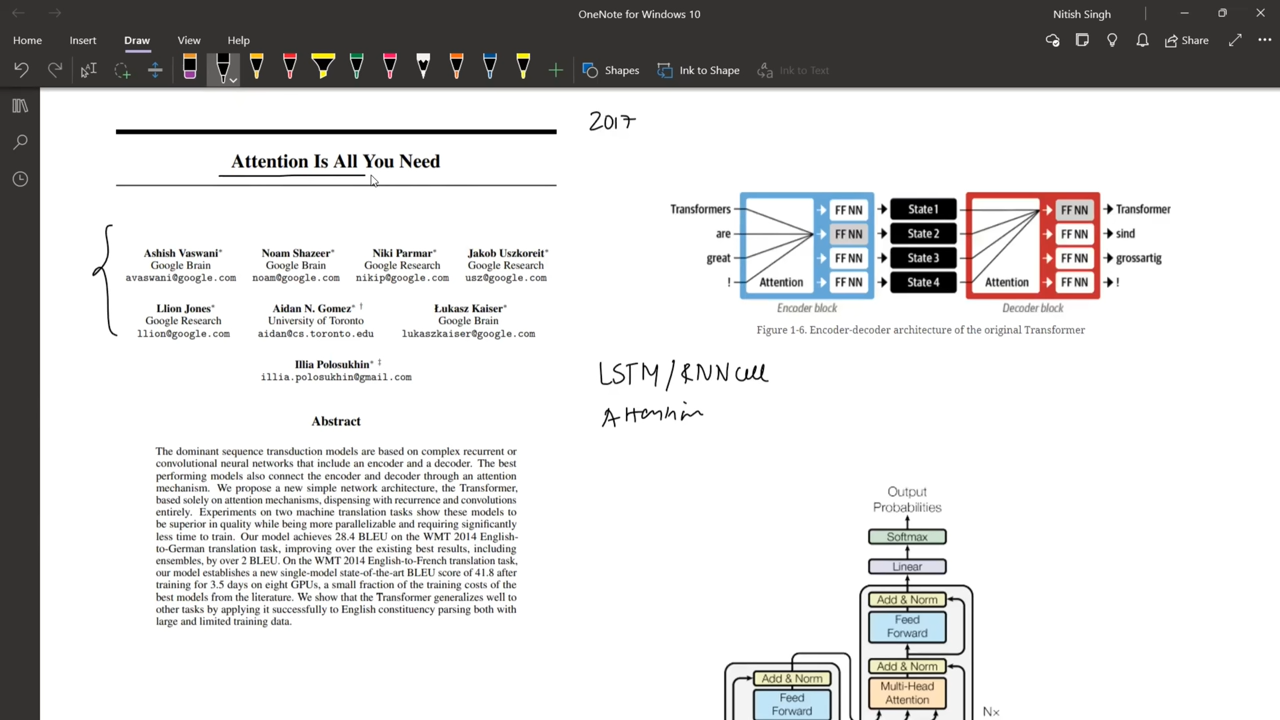 OneNote for Windows 10
Nitish Singh
Home
Insert
Draw
View
Help
Share
Shapes
Ink to Shape
Ink to Text
2017
Attention Is All You Need
Ashish Vaswani*
Google Brain
avaswani@google.com
Noam Shazeer*
Google Brain
noam@google.com
Niki Parmar*
Google Research
nikip@google.com
Jakob Uszkoreit*
Google Research
usz@google.com
Llion Jones*
Google Research
llion@google.com
Aidan N. Gomez* †
University of Toronto
aidan@cs.toronto.edu
Łukasz Kaiser*
Google Brain
lukaszkaiser@google.com
Illia Polosukhin* ‡
illia.polosukhin@gmail.com
Abstract
The dominant sequence transduction models are based on complex recurrent or
convolutional neural networks that include an encoder and a decoder. The best
performing models also connect the encoder and decoder through an attention
mechanism. We propose a new simple network architecture, the Transformer,
based solely on attention mechanisms, dispensing with recurrence and convolutions
entirely. Experiments on two machine translation tasks show these models to
be superior in quality while being more parallelizable and requiring significantly
less time to train. Our model achieves 28.4 BLEU on the WMT 2014 English-
to-German translation task, improving over the existing best results, including
ensembles, by over 2 BLEU. On the WMT 2014 English-to-French translation task,
our model establishes a new single-model state-of-the-art BLEU score of 41.8 after
training for 3.5 days on eight GPUs, a small fraction of the training costs of the
best models from the literature. We show that the Transformer generalizes well to
other tasks by applying it successfully to English constituency parsing both with
large and limited training data.
Transformers
are
great
!
Attention
FF NN
FF NN
FF NN
FF NN
Encoder block
State 1
State 2
State 3
State 4
Attention
FF NN
FF NN
FF NN
FF NN
Decoder block
Transformer
sind
grossartig
!
Figure 1-6. Encoder-decoder architecture of the original Transformer
LSTM/RNN cell
Attention
Output
Probabilities
Softmax
Linear
Add & Norm
Feed
Forward
Add & Norm
Multi-Head
Attention
Add & Norm
Feed
Forward
N×